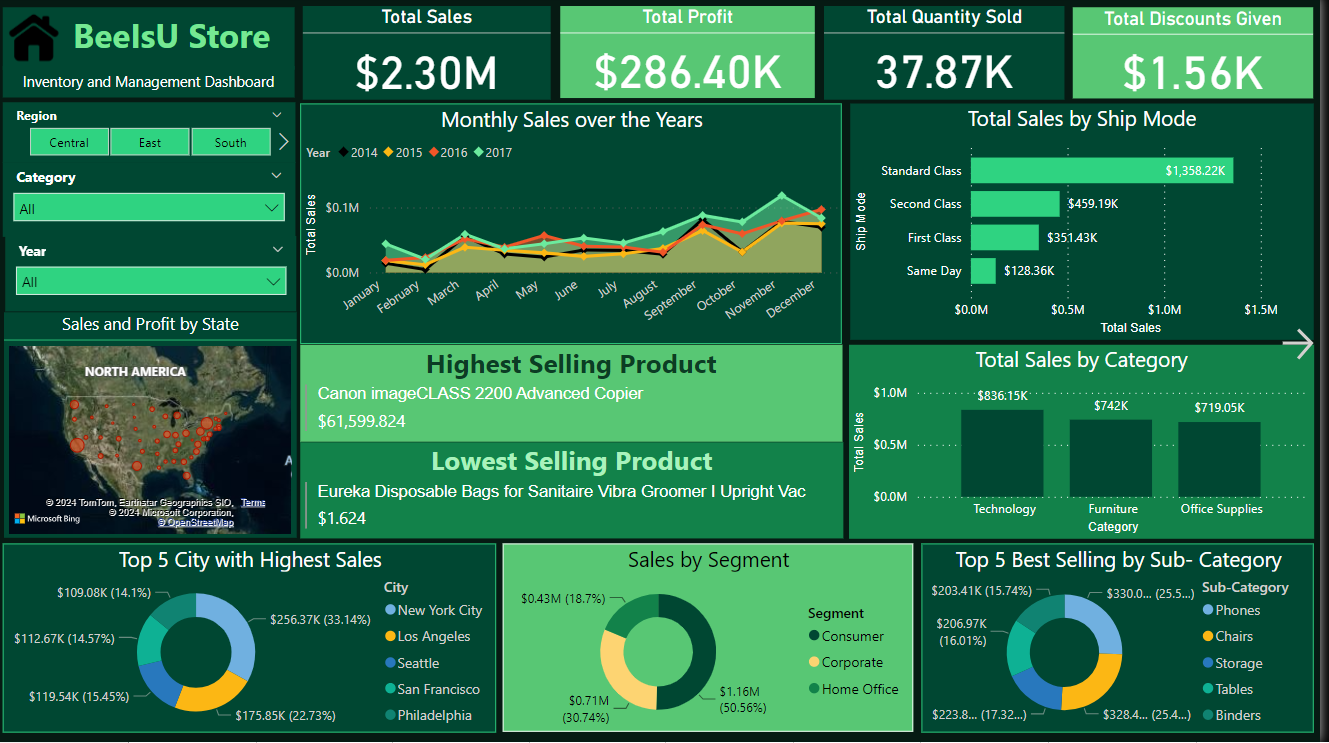 BeeIsU Store
Inventory and Management Dashboard
Total Sales
$2.30M
Total Profit
$286.40K
Total Quantity Sold
37.87K
Total Discounts Given
$1.56K
Region
Central
East
South
Category
All
Year
All
Sales and Profit by State
NORTH AMERICA
A
© 2024 TomTom, Earthstar Geographics SIO, Terms
© 2024 Microsoft Corporation,
© OpenStreetMap
Microsoft Bing
Monthly Sales over the Years
Year 2014 2015 2016 2017
Total Sales
$0.1M
$0.0M
January
February
March
April
May
June
July
August
September
October
November
December
Total Sales by Ship Mode
Ship Mode
Standard Class $1,358.22K
Second Class $459.19K
First Class $351.43K
Same Day $128.36K
$0.0M $0.5M $1.0M $1.5M
Total Sales
Highest Selling Product
Canon imageCLASS 2200 Advanced Copier
$61,599.824
Lowest Selling Product
Eureka Disposable Bags for Sanitaire Vibra Groomer I Upright Vac
$1.624
Total Sales by Category
Total Sales
$1.0M
$0.5M
$0.0M
$836.15K
$742K
$719.05K
Technology
Furniture
Office Supplies
Category
Top 5 City with Highest Sales
$109.08K (14.1%)
$112.67K (14.57%)
$119.54K (15.45%)
$256.37K (33.14%)
$175.85K (22.73%)
City
New York City
Los Angeles
Seattle
San Francisco
Philadelphia
Sales by Segment
$0.43M (18.7%)
$0.71M
(30.74%)
$1.16M
(50.56%)
Segment
Consumer
Corporate
Home Office
Top 5 Best Selling by Sub- Category
$203.41K (15.74%)
$206.97K
(16.01%)
$223.8... (17.32...)
$330.0... (25.5...)
$328.4... (25.4...)
Sub-Category
Phones
Chairs
Storage
Tables
Binders